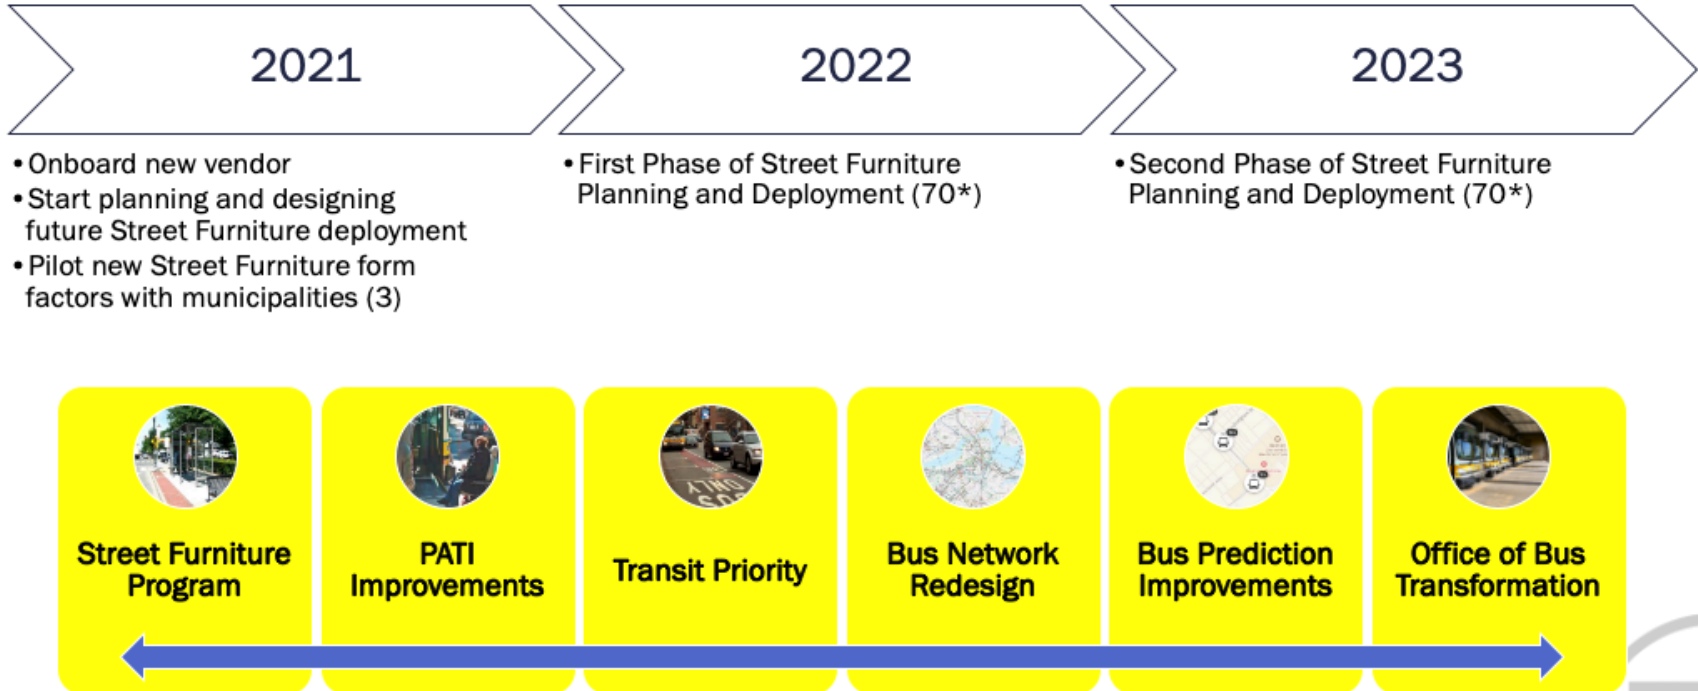 2021
2022
2023
•Onboard new vendor
•Start planning and designing
future Street Furniture deployment
•Pilot new Street Furniture form
factors with municipalities (3)
•First Phase of Street Furniture
Planning and Deployment (70*)
•Second Phase of Street Furniture
Planning and Deployment (70*)
Street Furniture
Program
PATI
Improvements
ONLY
BUS
Transit Priority
Bus Network
Redesign
Bus Prediction
Improvements
Office of Bus
Transformation